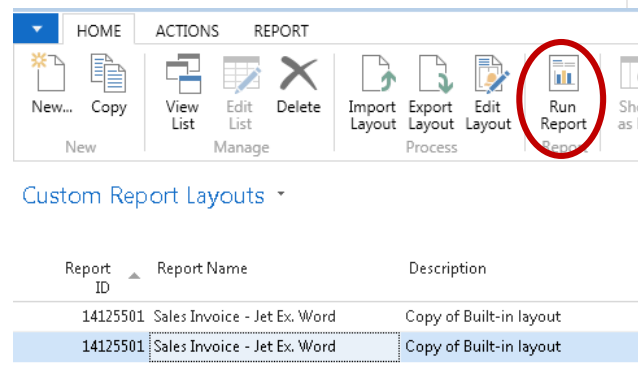 HOME ACTIONS REPORT
New... Copy View List Edit List Delete Import Layout Export Layout Edit Layout Run Report
New Manage Process Report
Custom Report Layouts
Report ID Report Name Description
14125501 Sales Invoice - Jet Ex. Word Copy of Built-in layout
14125501 Sales Invoice - Jet Ex. Word Copy of Built-in layout